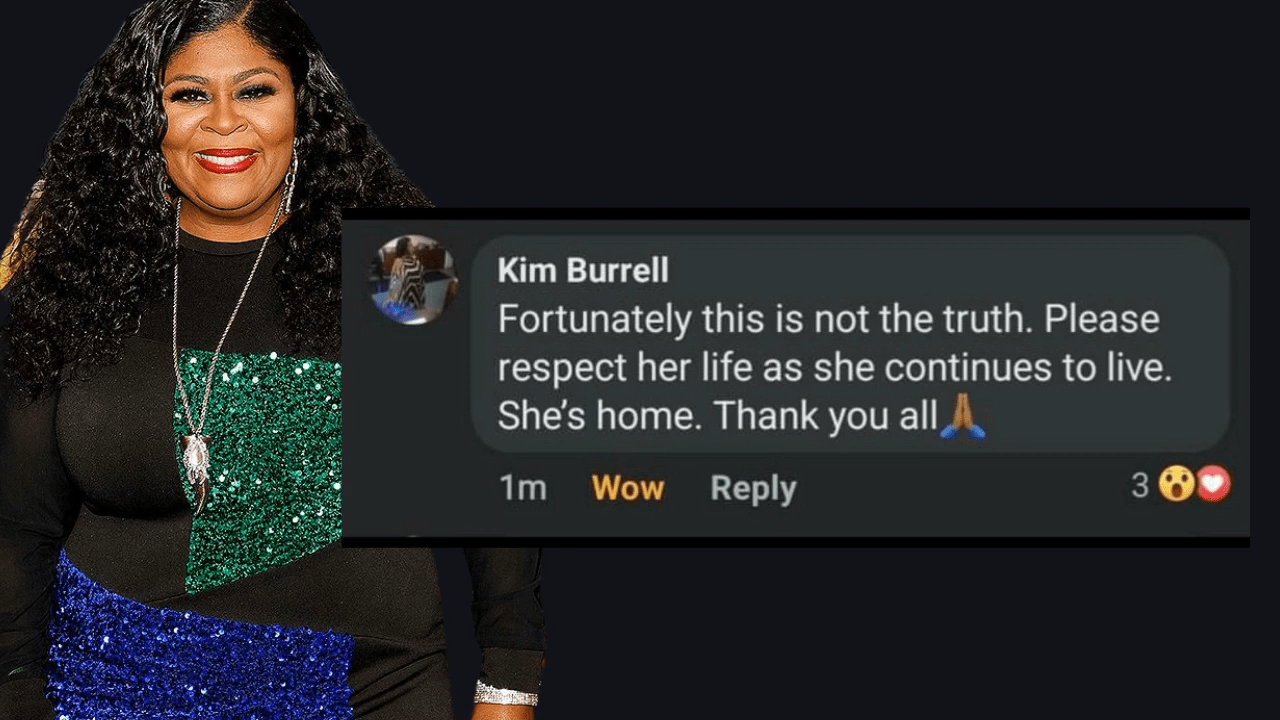 Kim Burrell
Fortunately this is not the truth. Please
respect her life as she continues to live.
She's home. Thank you all🙏🏾
1m Wow Reply 3 😮❤️